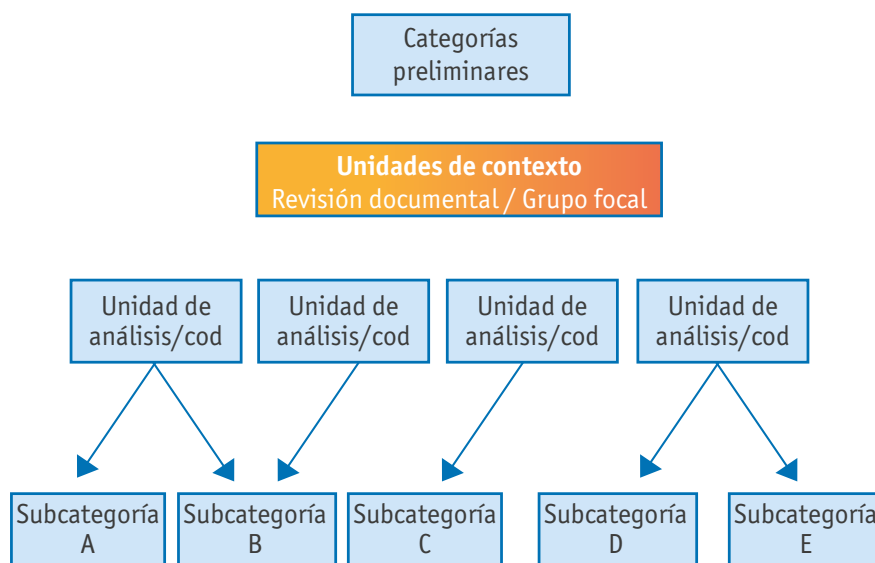 Categorías
preliminares
Unidades de contexto
Revisión documental / Grupo focal
Unidad de
análisis/cod
Unidad de
análisis/cod
Unidad de
análisis/cod
Unidad de
análisis/cod
Subcategoría
A
Subcategoría
B
Subcategoría
C
Subcategoría
D
Subcategoría
E